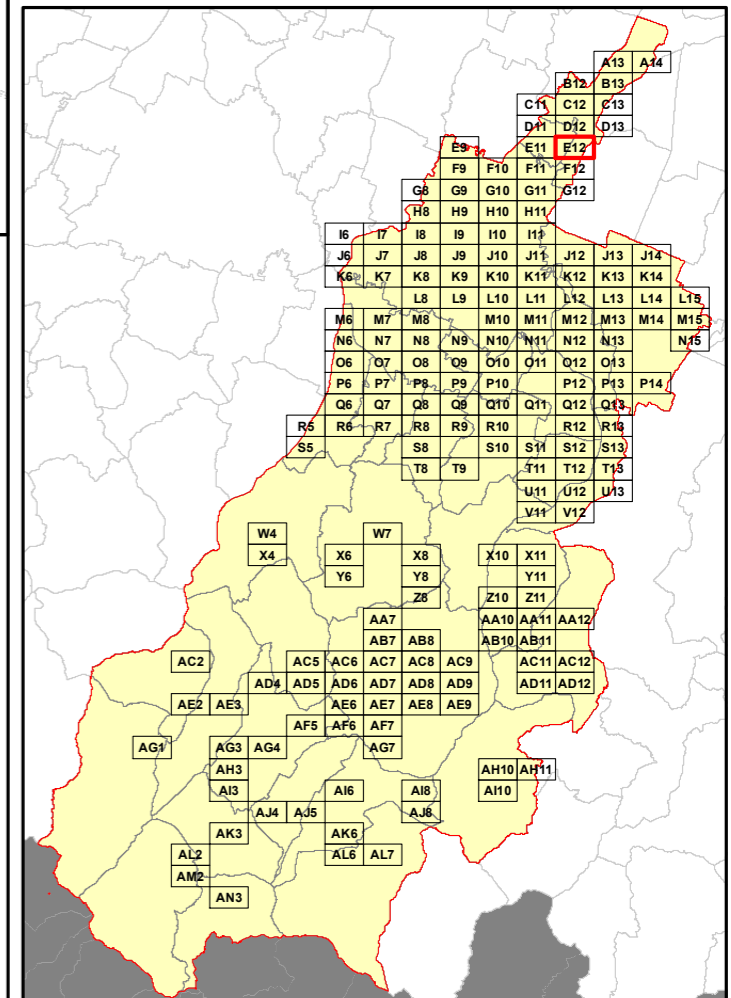 A13 A14
B12 B13
C11 C12 C13
D11 D12 D13
E9 E11 E12
F9 F10 F11 F12
G8 G9 G10 G11 G12
H8 H9 H10 H11
I6 I7 I8 I9 I10 I11
J6 J7 J8 J9 J10 J11 J12 J13 J14
K6 K7 K8 K9 K10 K11 K12 K13 K14
L8 L9 L10 L11 L12 L13 L14 L15
M6 M7 M8 M10 M11 M12 M13 M14 M15
N6 N7 N8 N9 N10 N11 N12 N13 N15
O6 O7 O8 O9 O10 O11 O12 O13
P6 P7 P8 P9 P10 P12 P13 P14
Q6 Q7 Q8 Q9 Q10 Q11 Q12 Q13
R5 R6 R7 R8 R9 R10 R12 R13
S5 S8 S10 S11 S12 S13
T8 T9 T11 T12 T13
U11 U12 U13
V11 V12
W4 W7
X4 X6 X8 X10 X11
Y6 Y8 Y11
Z8 Z10 Z11
AA7 AA10 AA11 AA12
AB7 AB8 AB10 AB11
AC2 AC5 AC6 AC7 AC8 AC9 AC11 AC12
AD4 AD5 AD6 AD7 AD8 AD9 AD11 AD12
AE2 AE3 AE6 AE7 AE8 AE9
AF5 AF6 AF7
AG1 AG3 AG4 AG7
AH3 AH10 AH11
AI3 AI6 AI8 AI10
AJ4 AJ5 AJ8
AK3 AK6
AL2 AL6 AL7
AM2
AN3